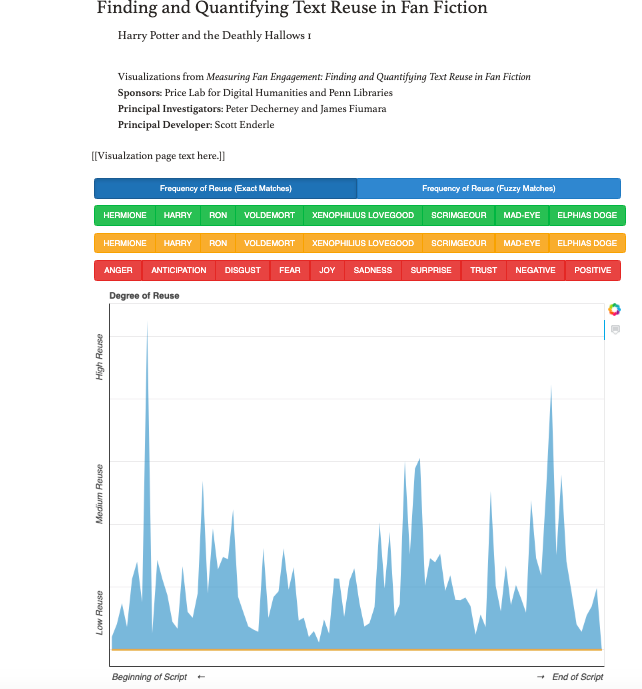 Finding and Quantifying Text Reuse in Fan Fiction
Harry Potter and the Deathly Hallows 1
Visualizations from Measuring Fan Engagement: Finding and Quantifying Text Reuse in Fan Fiction
Sponsors: Price Lab for Digital Humanities and Penn Libraries
Principal Investigators: Peter Decherney and James Fiumara
Principal Developer: Scott Enderle
[[Visualzation page text here.]]
Frequency of Reuse (Exact Matches) Frequency of Reuse (Fuzzy Matches)
HERMIONE HARRY RON VOLDEMORT XENOPHILIUS LOVEGOOD SCRIMGEOUR MAD-EYE ELPHIAS DOGE
HERMIONE HARRY RON VOLDEMORT XENOPHILIUS LOVEGOOD SCRIMGEOUR MAD-EYE ELPHIAS DOGE
ANGER ANTICIPATION DISGUST FEAR JOY SADNESS SURPRISE TRUST NEGATIVE POSITIVE
Degree of Reuse
High Reuse
Medium Reuse
Low Reuse
Beginning of Script ← → End of Script